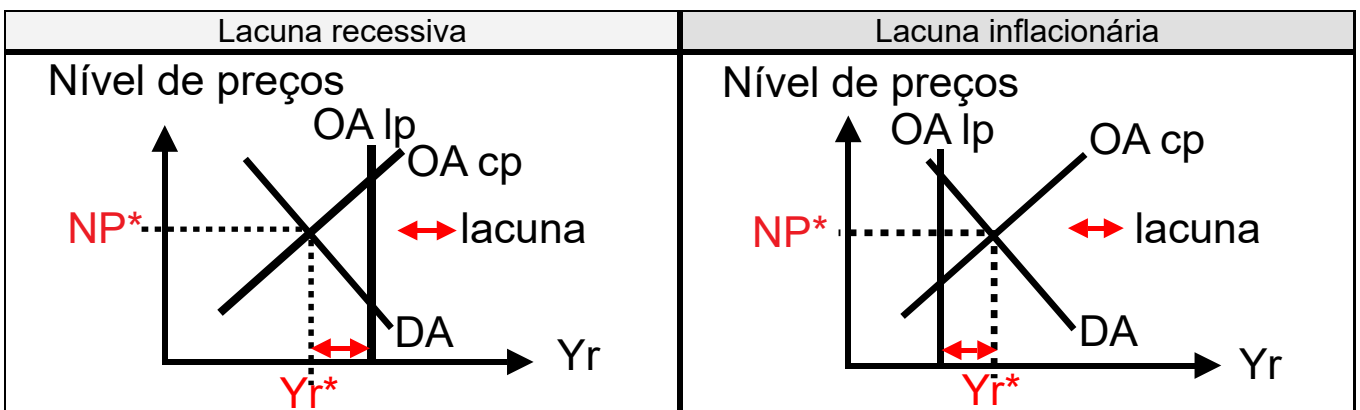 Lacuna recessiva
Nível de preços
OA lp
OA cp
NP*
lacuna
DA
Yr
Yr*
Lacuna inflacionária
Nível de preços
OA lp
OA cp
NP*
lacuna
DA
Yr
Yr*